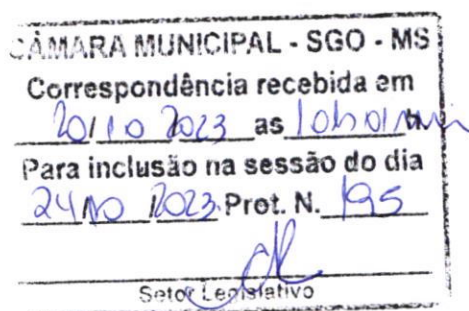 CÂMARA MUNICIPAL - SGO - MS
Correspondência recebida em
20/10 2023 as 10h01m h.
Para inclusão na sessão do dia
24/10 2023. Prot. N. 195
Setor Legislativo